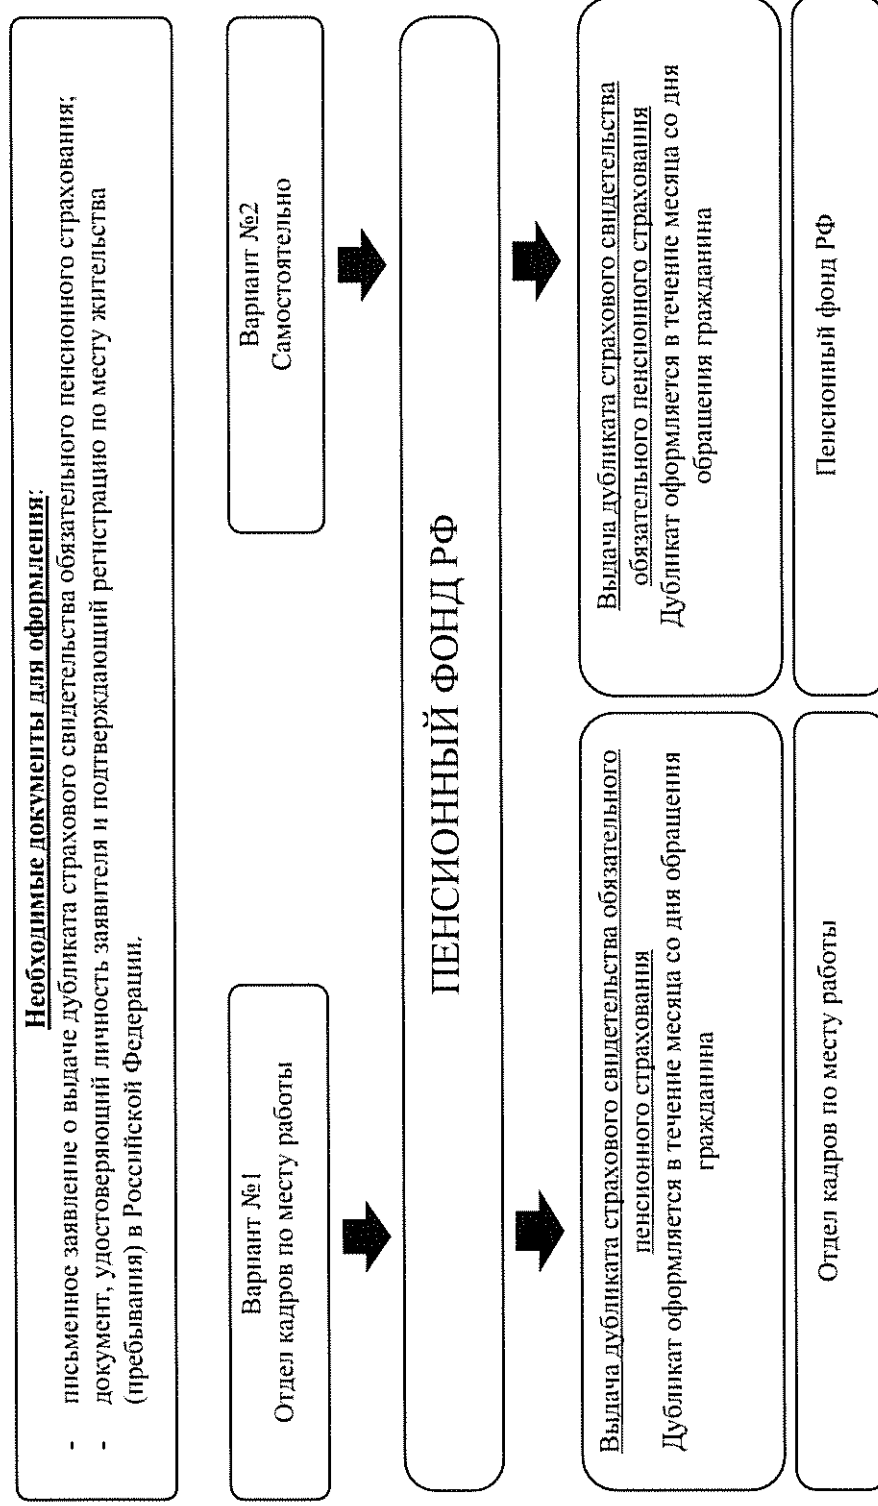 Необходимые документы для оформления:
- письменное заявление о выдаче дубликата страхового свидетельства обязательного пенсионного страхования;
- документ, удостоверяющий личность заявителя и подтверждающий регистрацию по месту жительства
(пребывания) в Российской Федерации.
Вариант №1
Отдел кадров по месту работы
Вариант №2
Самостоятельно
ПЕНСИОННЫЙ ФОНД РФ
Выдача дубликата страхового свидетельства обязательного
пенсионного страхования
Дубликат оформляется в течение месяца со дня обращения
гражданина
Выдача дубликата страхового свидетельства
обязательного пенсионного страхования
Дубликат оформляется в течение месяца со дня
обращения гражданина
Отдел кадров по месту работы
Пенсионный фонд РФ